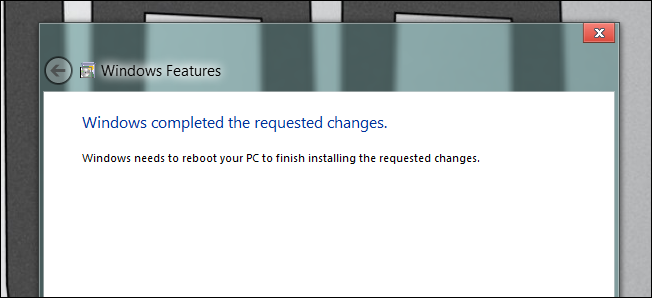 Windows Features
Windows completed the requested changes.
Windows needs to reboot your PC to finish installing the requested changes.